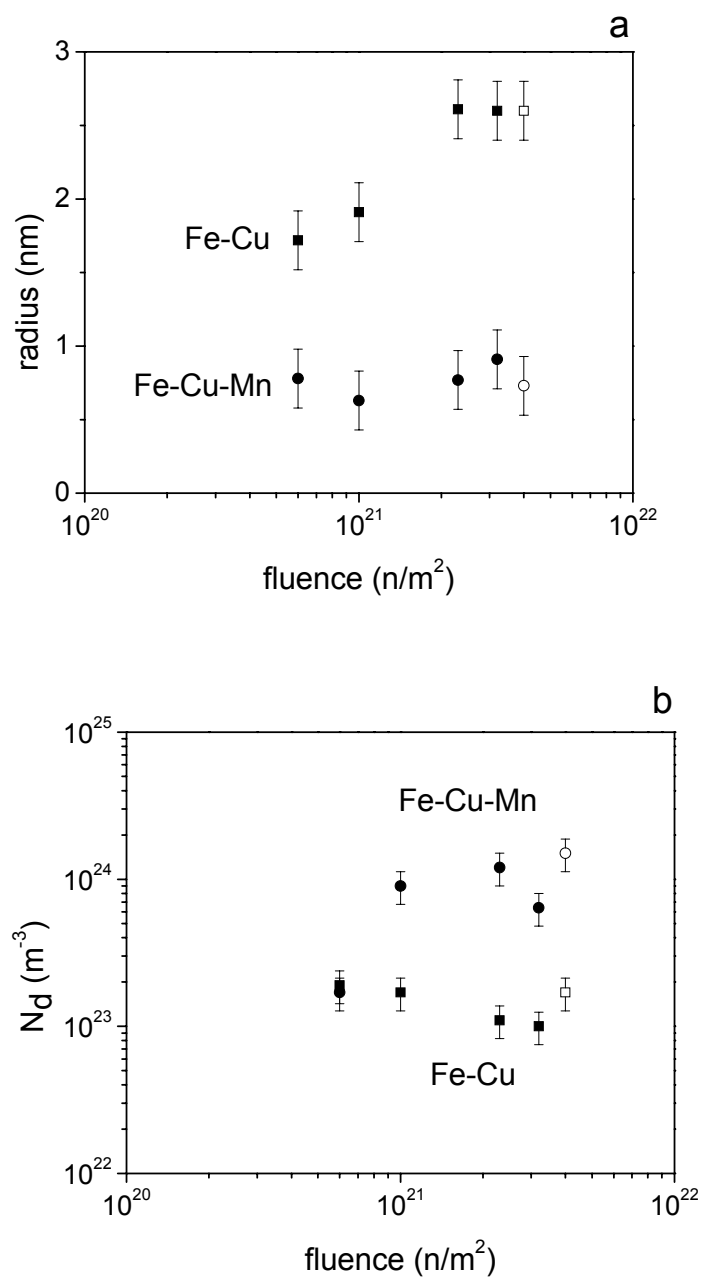 a
3
2
1
0
radius (nm)
Fe-Cu
Fe-Cu-Mn
10^20
10^21
10^22
fluence (n/m^2)
b
10^25
10^24
10^23
10^22
N_d (m^-3)
Fe-Cu-Mn
Fe-Cu
10^20
10^21
10^22
fluence (n/m^2)